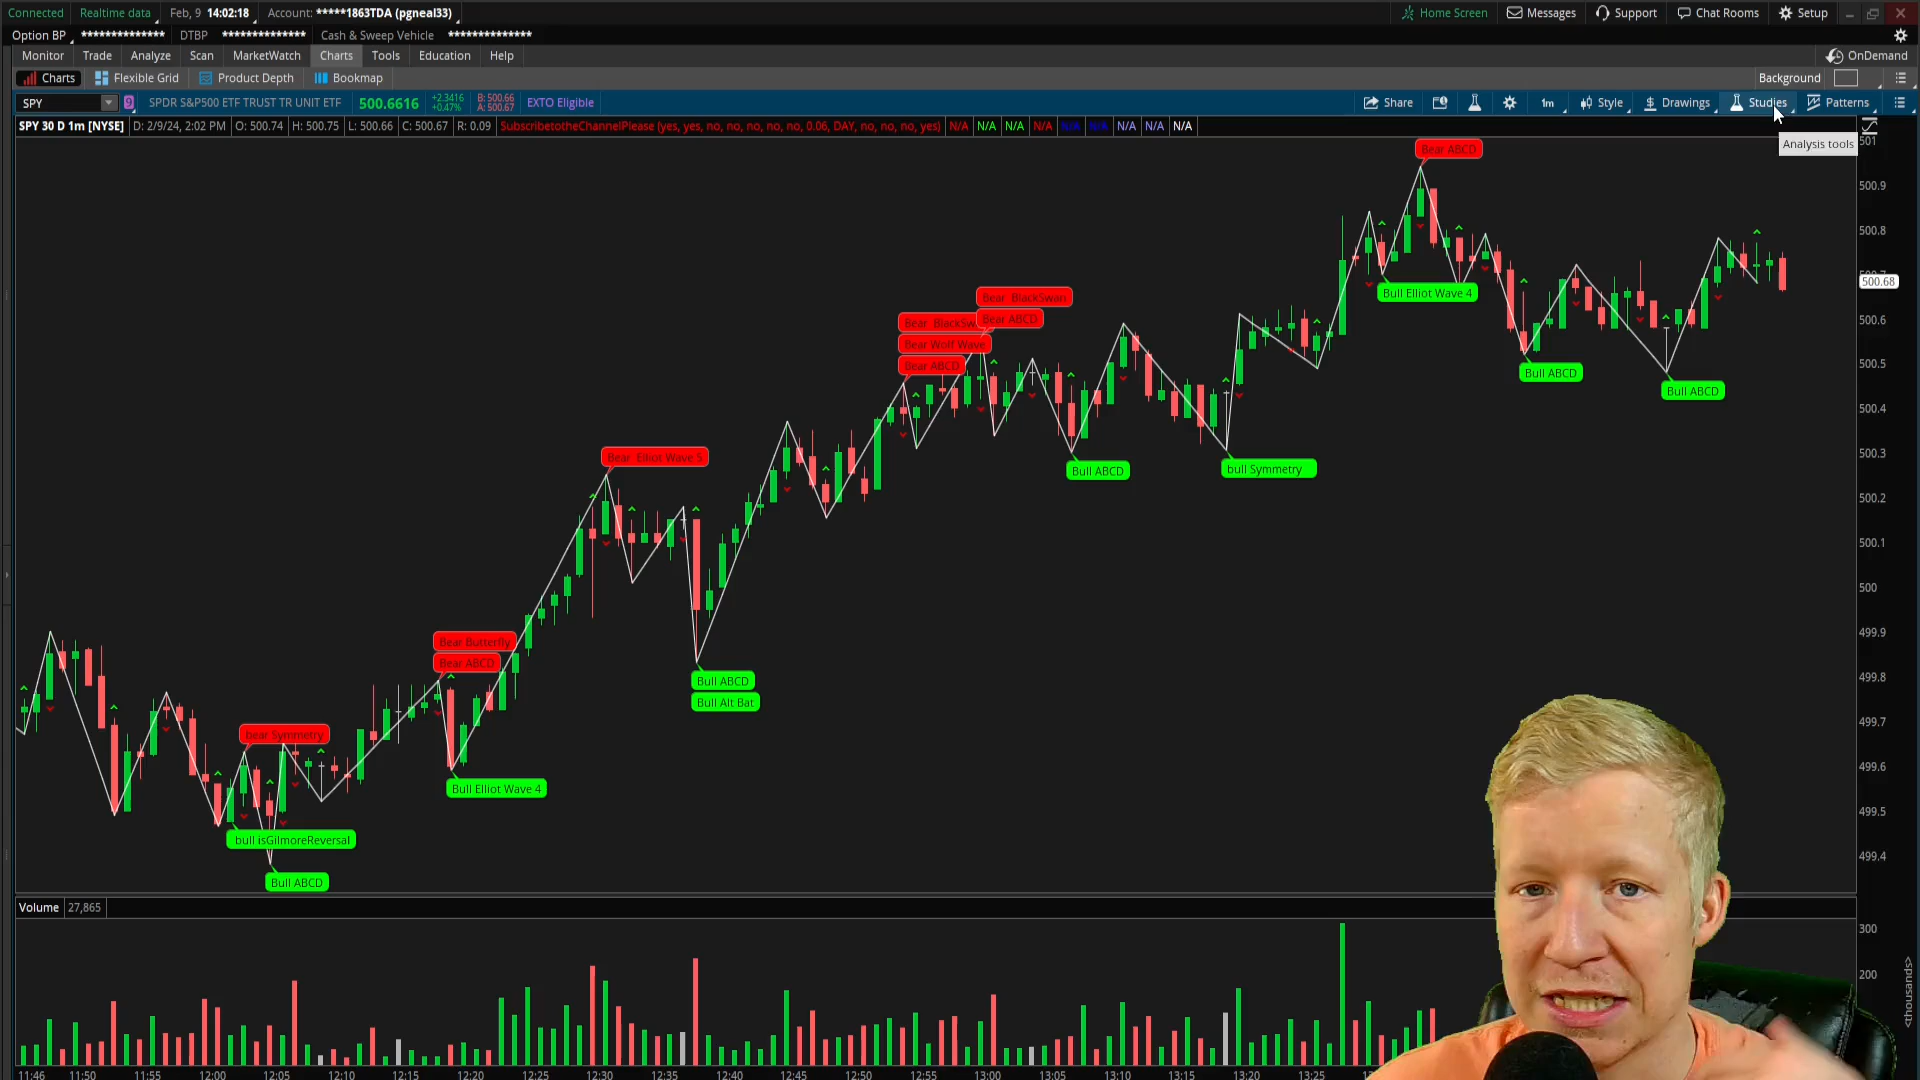 Connected Realtime data Feb, 9 14:02:18 Account: *****1863TDA (pgneal33) Home Screen Messages Support Chat Rooms Setup
Option BP ************** DTBP ************** Cash & Sweep Vehicle **************
Monitor Trade Analyze Scan MarketWatch Charts Tools Education Help OnDemand
Charts Flexible Grid Product Depth Bookmap Background
SPY 9 SPDR S&P500 ETF TRUST TR UNIT ETF 500.6616 +2.3416 +0.47% B: 500.66 A: 500.67 EXTO Eligible Share 1m Style Drawings Studies Patterns
SPY 30 D 1m [NYSE] D: 2/9/24, 2:02 PM O: 500.74 H: 500.75 L: 500.66 C: 500.67 R: 0.09 SubscribetotheChannelPlease (yes, yes, no, no, no, no, 0.06, DAY, no, no, no, yes) N/A N/A N/A N/A N/A N/A N/A N/A N/A
Analysis tools
501
Bear ABCD
500.9
500.8
500.68
Bull Elliot Wave 4
Bear BlackSwan
Bear ABCD
Bear Wolf Wave
Bear ABCD
500.6
500.5
Bull ABCD
Bull ABCD
500.4
500.3
Bear Elliot Wave 5
Bull ABCD
bull Symmetry
500.2
500.1
500
499.9
Bear Butterfly
Bear ABCD
Bull ABCD
Bull Alt Bat
499.8
499.7
bear Symmetry
499.6
Bull Elliot Wave 4
499.5
bull isGilmoreReversal
499.4
Bull ABCD
Volume 27,865
300
200
<thousands>
11:46 11:50 11:55 12:00 12:05 12:10 12:15 12:20 12:25 12:30 12:35 12:40 12:45 12:50 12:55 13:00 13:05 13:10 13:15 13:20 13:25